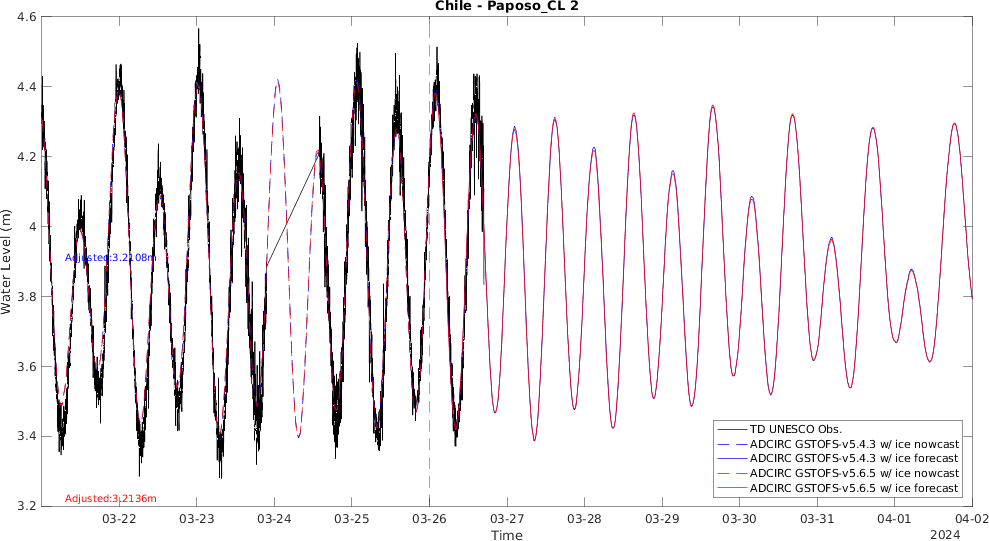 Chile - Paposo_CL 2
4.6
4.4
4.2
4
3.8
3.6
3.4
3.2
Water Level (m)
Adjusted:3.2108m
Adjusted:3.2136m
TD UNESCO Obs.
ADCIRC GSTOFS-v5.4.3 w/ ice nowcast
ADCIRC GSTOFS-v5.4.3 w/ ice forecast
ADCIRC GSTOFS-v5.6.5 w/ ice nowcast
ADCIRC GSTOFS-v5.6.5 w/ ice forecast
03-22 03-23 03-24 03-25 03-26 03-27 03-28 03-29 03-30 03-31 04-01 04-02
Time
2024